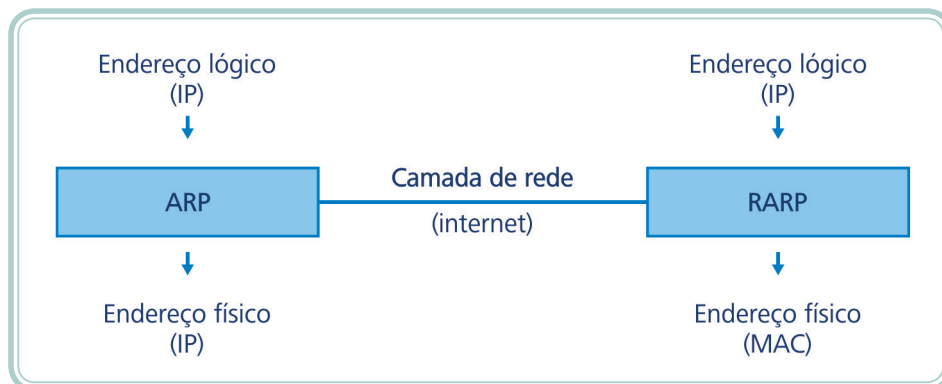 Endereço lógico
(IP)
ARP
Endereço físico
(IP)
Camada de rede
(internet)
Endereço lógico
(IP)
RARP
Endereço físico
(MAC)